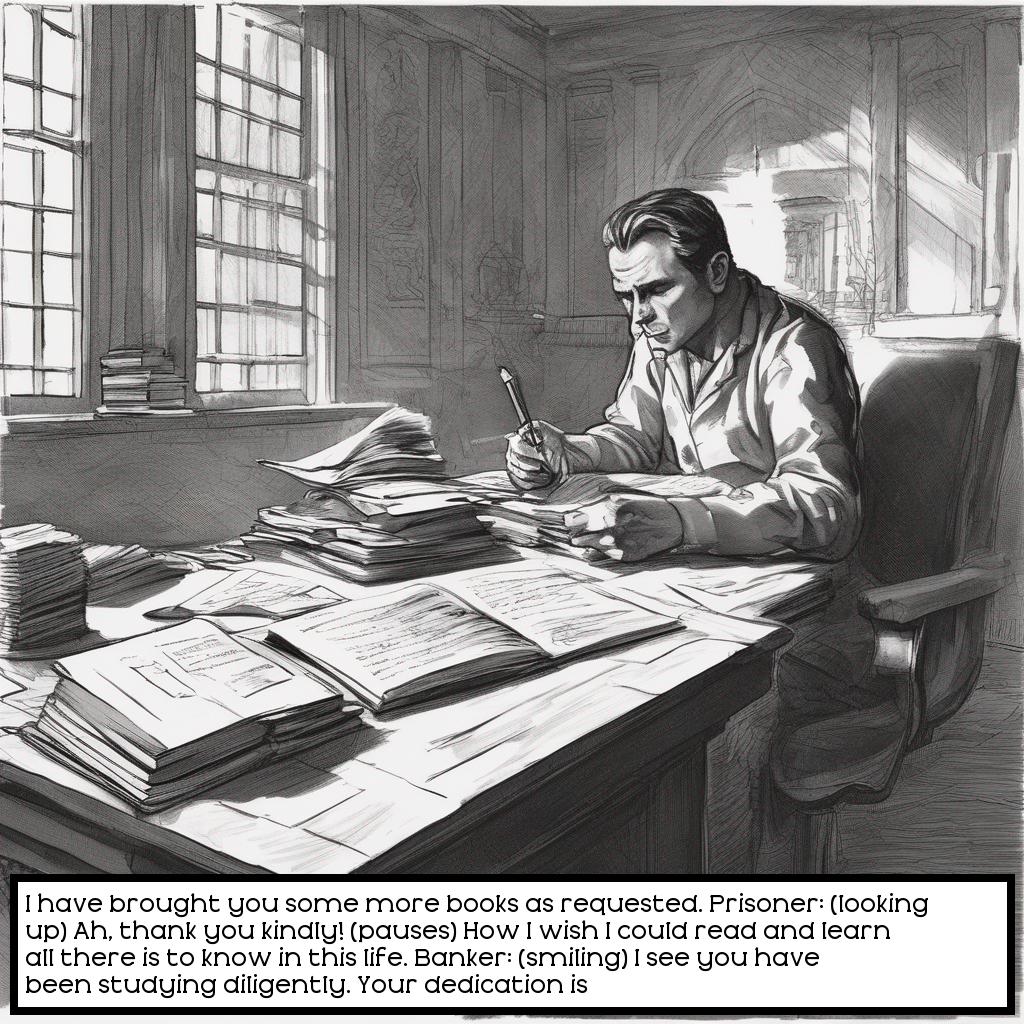 I have brought you some more books as requested. Prisoner: (looking
up) Ah, thank you kindly! (pauses) How I wish I could read and learn
all there is to know in this life. Banker: (smiling) I see you have
been studying diligently. Your dedication is